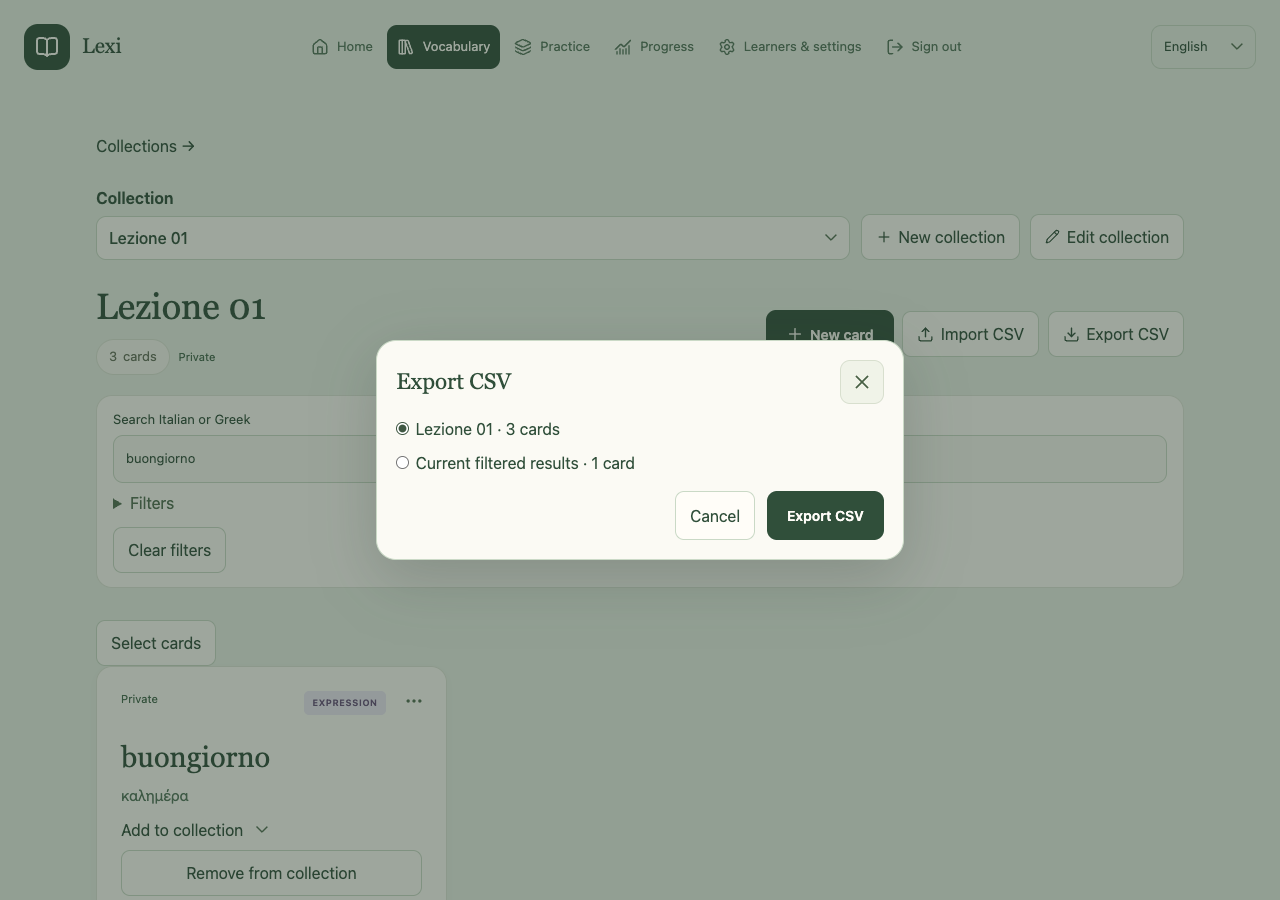 Lexi
Home
Vocabulary
Practice
Progress
Learners & settings
Sign out
English
Collections →
Collection
Lezione 01
New collection
Edit collection
Lezione 01
New card
Import CSV
Export CSV
3 cards
Private
Export CSV
Lezione 01 · 3 cards
Current filtered results · 1 card
Cancel
Export CSV
Search Italian or Greek
buongiorno
Filters
Clear filters
Select cards
Private
EXPRESSION
buongiorno
καλημέρα
Add to collection
Remove from collection